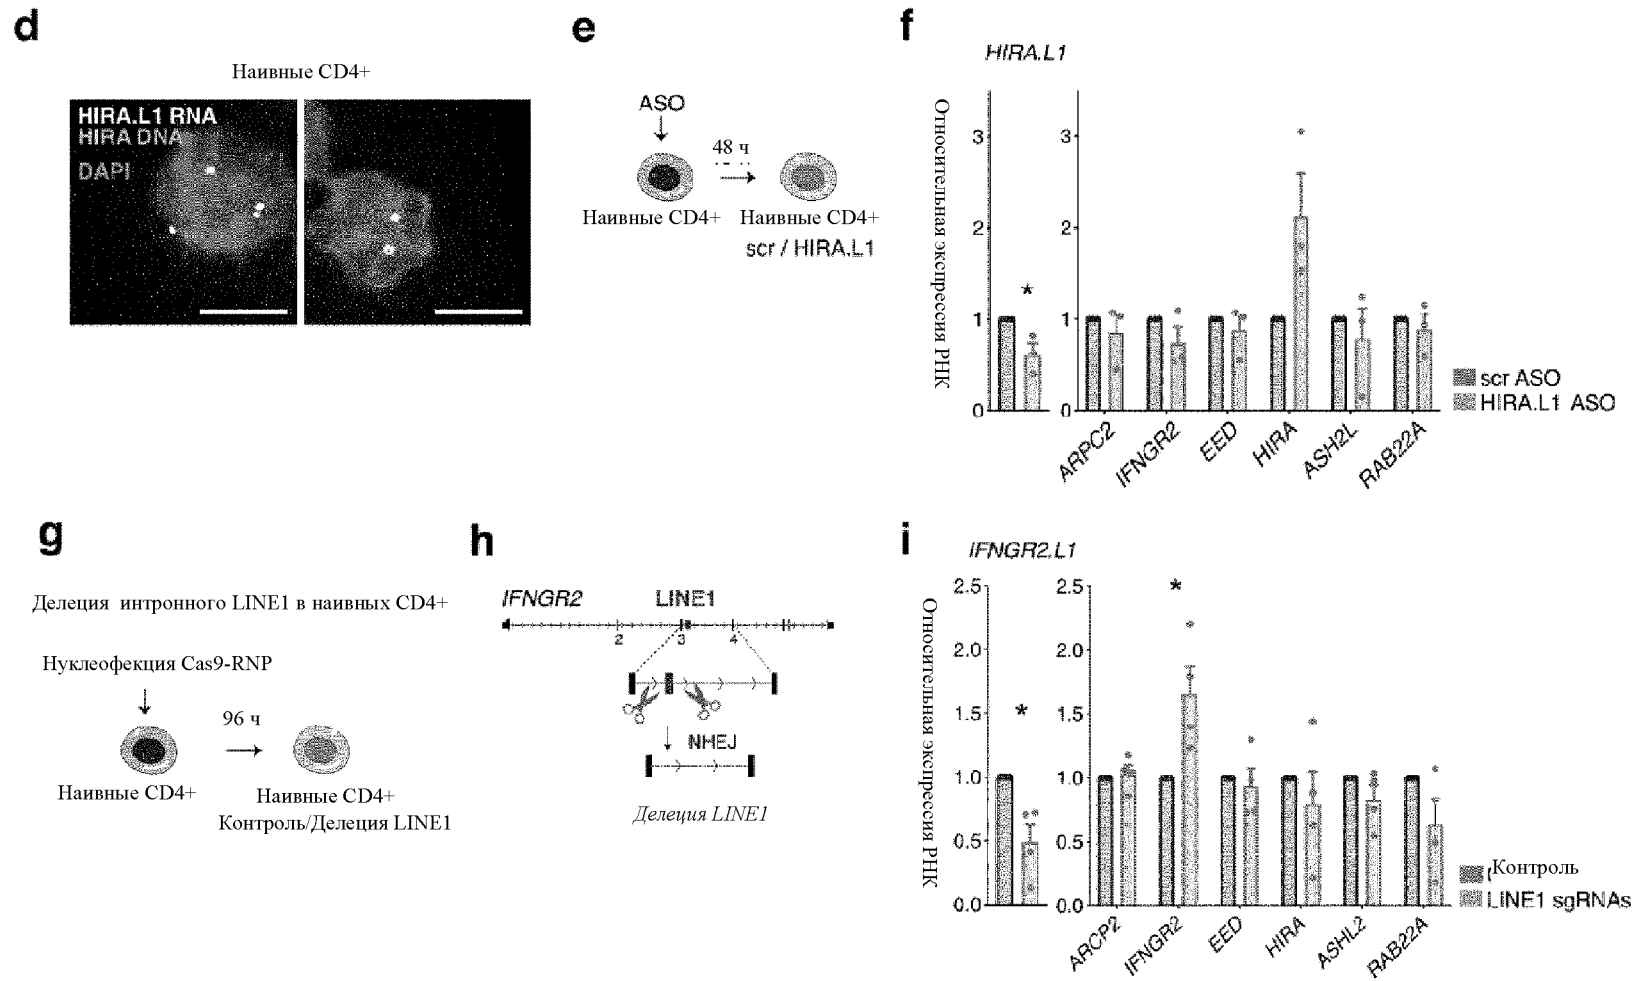 d
Наивные CD4+
HIRA.L1 RNA
HIRA DNA
DAPI
e
ASO
48 ч
Наивные CD4+ Наивные CD4+
scr / HIRA.L1
f
HIRA.L1
Относительная экспрессия РНК
3
2
1
0
*
3
2
1
0
ARPC2
IFNGR2
EED
HIRA
ASH2L
RAB22A
scr ASO
HIRA.L1 ASO
g
Делеция интронного LINE1 в наивных CD4+
Нуклеофекция Cas9-RNP
96 ч
Наивные CD4+
Наивные CD4+
Контроль/Делеция LINE1
h
IFNGR2 LINE1
2 3 4
NHEJ
Делеция LINE1
i
IFNGR2.L1
Относительная экспрессия РНК
2.5
2.0
1.5
1.0
0.5
0.0
*
2.5
2.0
1.5
1.0
0.5
0.0
*
ARCP2
IFNGR2
EED
HIRA
ASHL2
RAB22A
Контроль
LINE1 sgRNAs